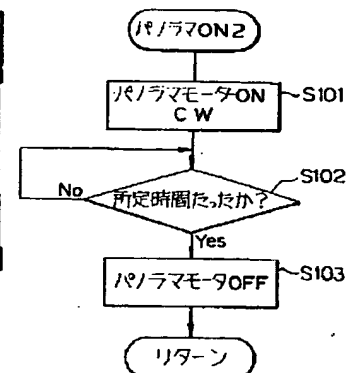 パノラマON2
パノラマモータON
CW
S101
所定時間たったか?
S102
No
Yes
パノラマモータOFF
S103
リターン